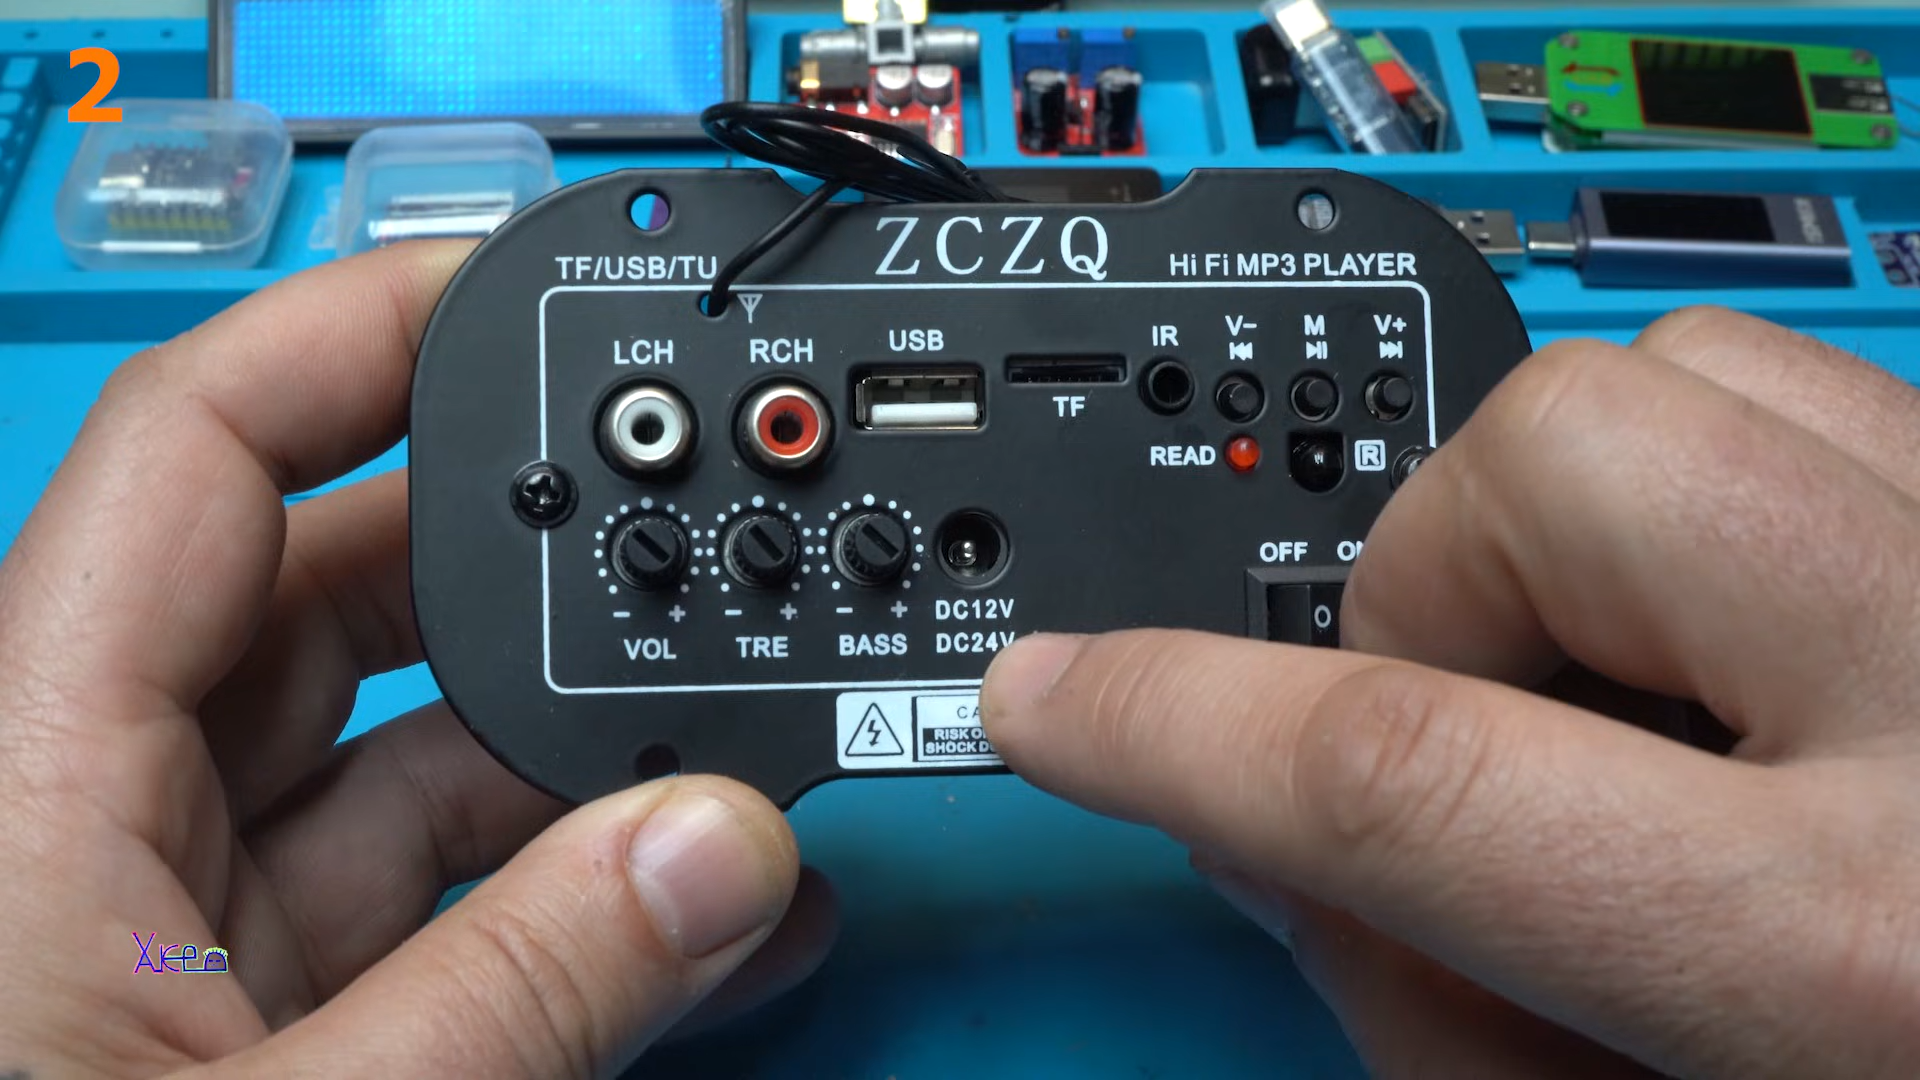 2
ZCZQ
TF/USB/TU
Hi Fi MP3 PLAYER
LCH RCH USB TF IR V- M V+
READ R
OFF
- + - + - +
VOL TRE BASS
DC12V
DC24V
RISK
SHOCK